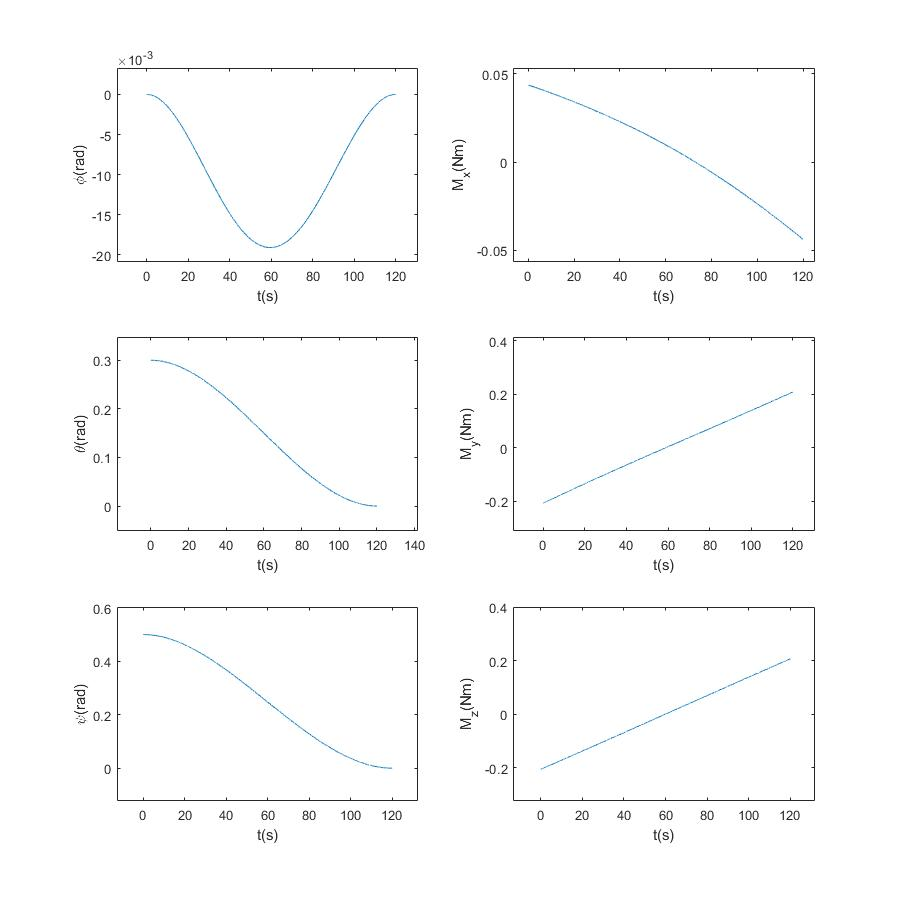 ×10⁻³
0
-5
-10
-15
-20
ϕ(rad)
0 20 40 60 80 100 120
t(s)
0.05
0
-0.05
Mₓ(Nm)
0 20 40 60 80 100 120
t(s)
0.3
0.2
0.1
0
θ(rad)
0 20 40 60 80 100 120 140
t(s)
0.4
0.2
0
-0.2
M_y(Nm)
0 20 40 60 80 100 120
t(s)
0.6
0.4
0.2
0
ψ(rad)
0 20 40 60 80 100 120
t(s)
0.4
0.2
0
-0.2
M_z(Nm)
0 20 40 60 80 100 120
t(s)